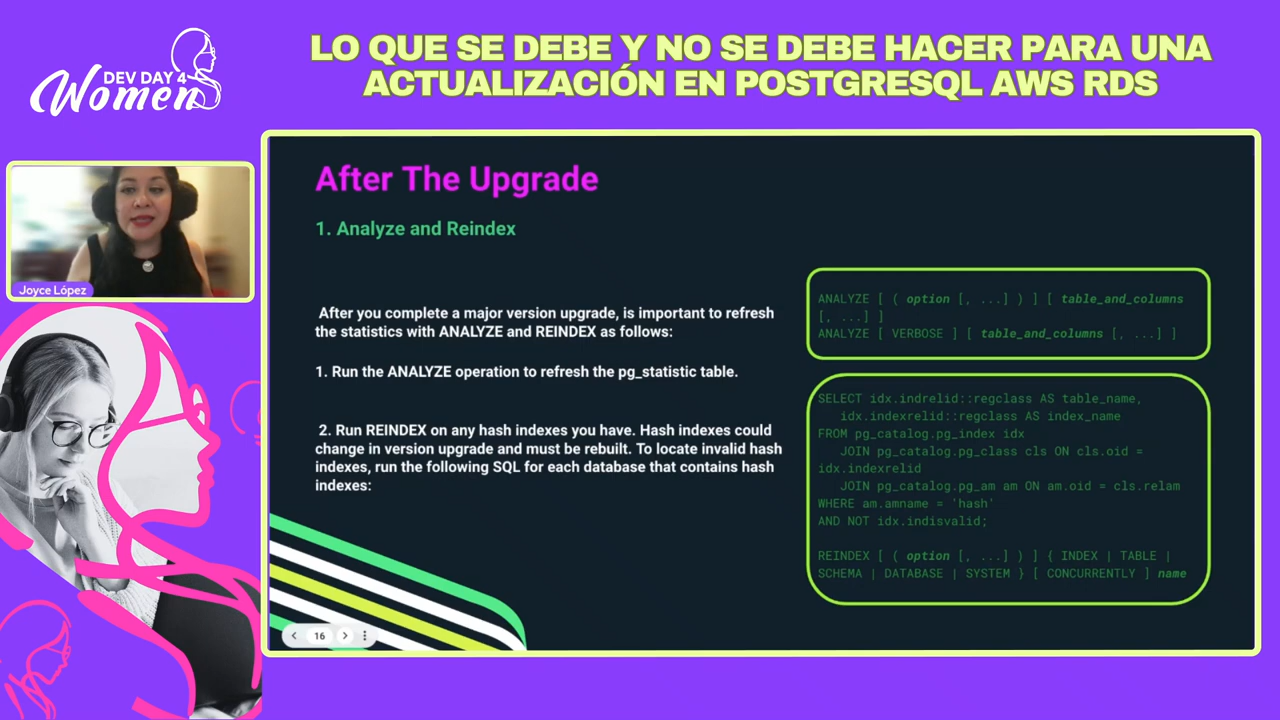 DEV DAY 4
Women
LO QUE SE DEBE Y NO SE DEBE HACER PARA UNA
ACTUALIZACIÓN EN POSTGRESQL AWS RDS
Joyce López
After The Upgrade
1. Analyze and Reindex
After you complete a major version upgrade, is important to refresh
the statistics with ANALYZE and REINDEX as follows:
1. Run the ANALYZE operation to refresh the pg_statistic table.
2. Run REINDEX on any hash indexes you have. Hash indexes could
change in version upgrade and must be rebuilt. To locate invalid hash
indexes, run the following SQL for each database that contains hash
indexes:
ANALYZE [ ( option [, ...] ) ] [ table_and_columns
[, ...] ]
ANALYZE [ VERBOSE ] [ table_and_columns [, ...] ]
SELECT idx.indrelid::regclass AS table_name,
idx.indexrelid::regclass AS index_name
FROM pg_catalog.pg_index idx
JOIN pg_catalog.pg_class cls ON cls.oid =
idx.indexrelid
JOIN pg_catalog.pg_am am ON am.oid = cls.relam
WHERE am.amname = 'hash'
AND NOT idx.indisvalid;
REINDEX [ ( option [, ...] ) ] { INDEX | TABLE |
SCHEMA | DATABASE | SYSTEM } [ CONCURRENTLY ] name
16